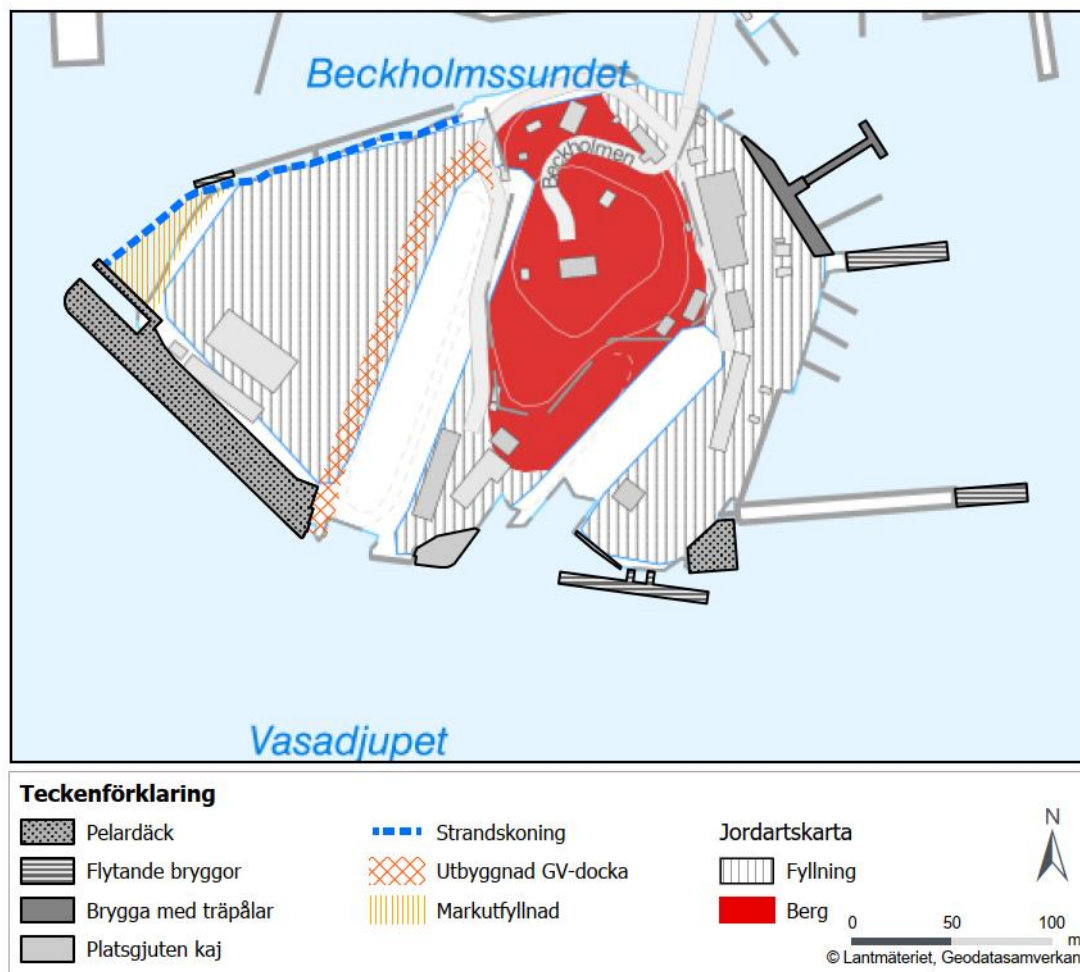 Beckholmssundet
Beckholmen
Vasadjupet
Teckenförklaring
Pelardäck
Flytande bryggor
Brygga med träpålar
Platsgjuten kaj
Strandskoning
Utbyggnad GV-docka
Markutfyllnad
Jordartskarta
Fyllning
Berg
N
0 50 100
m
© Lantmäteriet, Geodatasamverkan